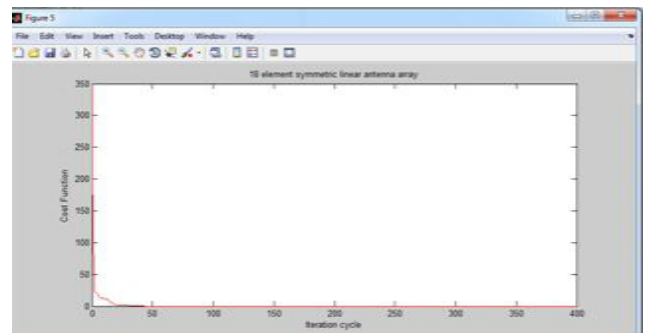 Figure 5
File Edit View Insert Tools Desktop Window Help
18 element symmetric linear antenna array
350
300
250
200
150
100
50
0
Cost Function
0 50 100 150 200 250 300 350 400
Iteration cycle